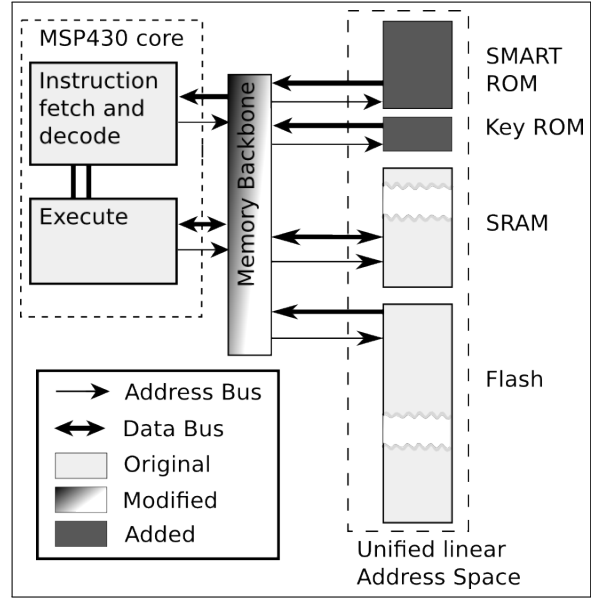 MSP430 core
Instruction
fetch and
decode
Execute
Memory Backbone
SMART
ROM
Key ROM
SRAM
Flash
Address Bus
Data Bus
Original
Modified
Added
Unified linear
Address Space